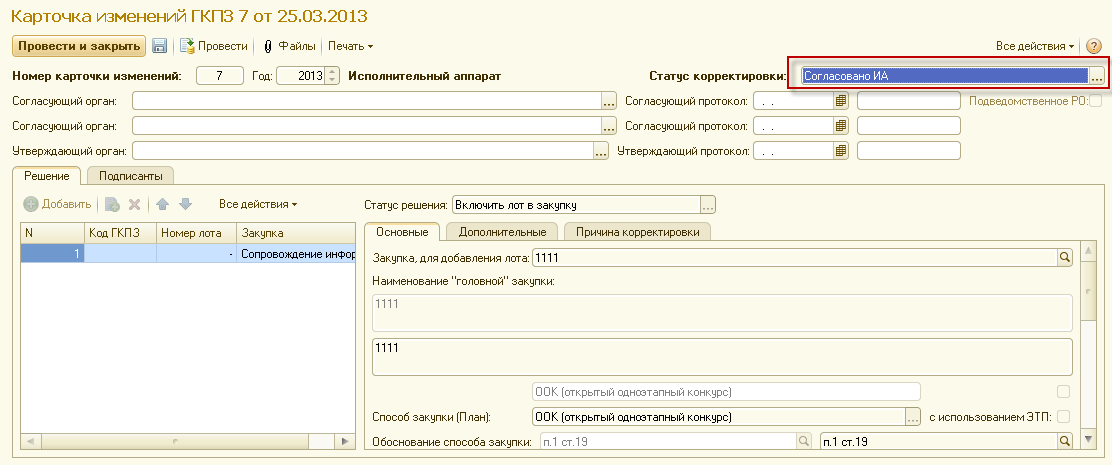 Карточка изменений ГКПЗ 7 от 25.03.2013
Провести и закрыть Провести Файлы Печать Все действия ?
Номер карточки изменений: 7 Год: 2013 Исполнительный аппарат Статус корректировки: Согласовано ИА ...
Согласующий орган: ... Согласующий протокол: . . Подведомственное РО:
Согласующий орган: ... Согласующий протокол: . .
Утверждающий орган: ... Утверждающий протокол: . .
Решение Подписанты
Добавить Все действия Статус решения: Включить лот в закупку ...
N Код ГКПЗ Номер лота Закупка Основные Дополнительные Причина корректировки
1 - Сопровождение инфор Закупка, для добавления лота: 1111
Наименование "головной" закупки:
1111
1111
ООК (открытый одноэтапный конкурс)
Способ закупки (План): ООК (открытый одноэтапный конкурс) ... с использованием ЭТП:
Обоснование способа закупки: п.1 ст.19 п.1 ст.19